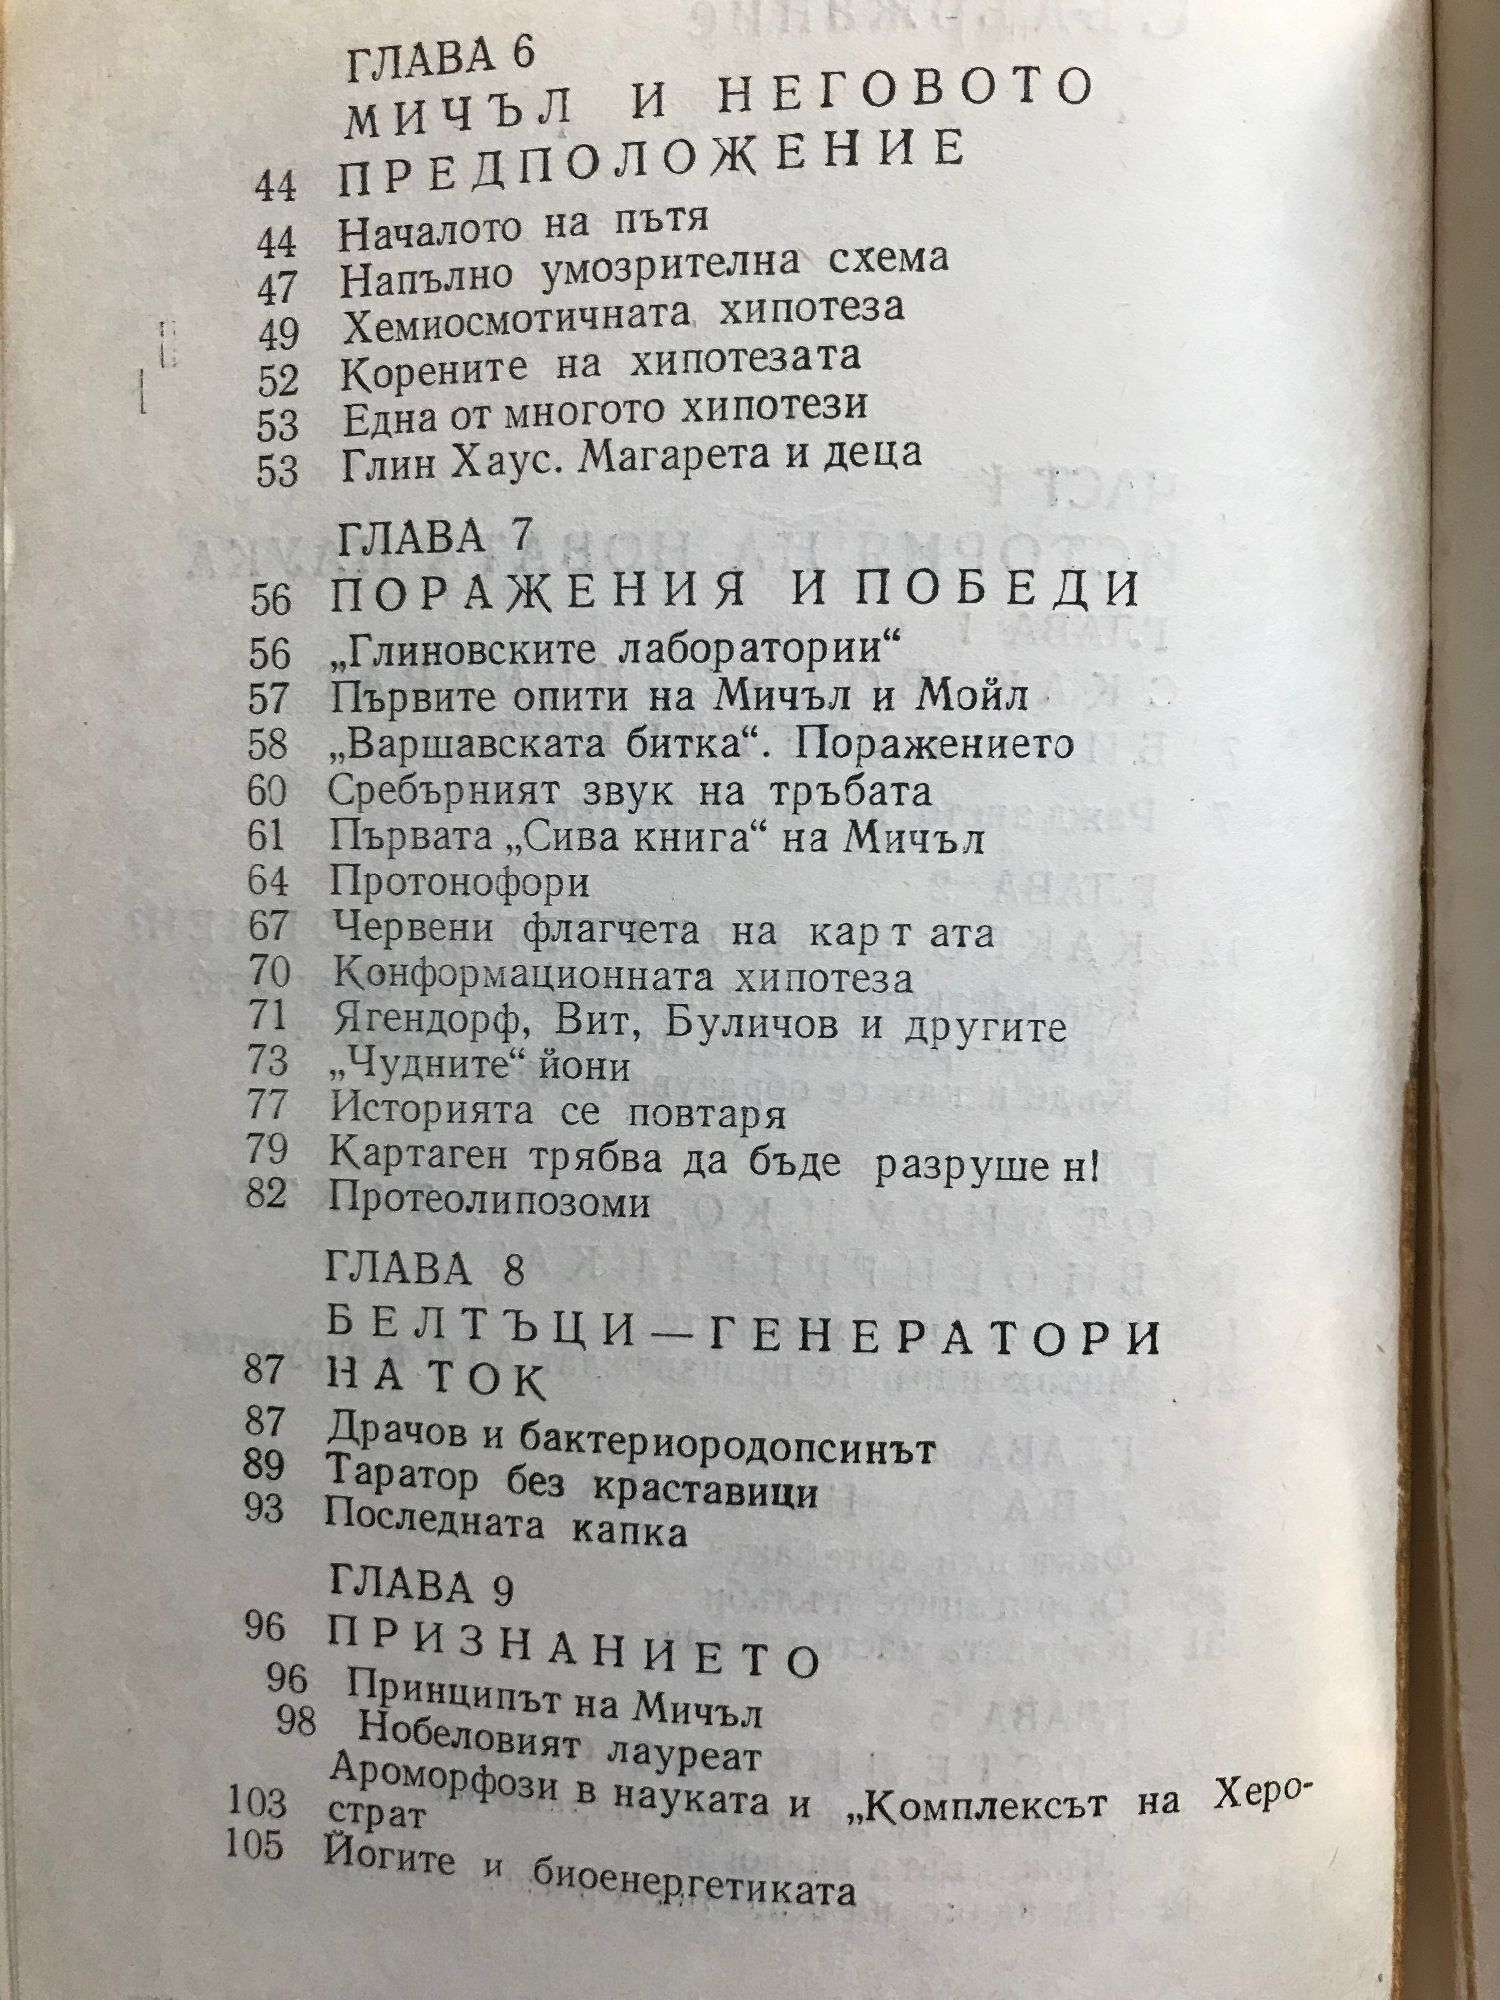 ГЛАВА 6
МИЧЪЛ И НЕГОВОТО
44 ПРЕДПОЛОЖЕНИЕ
44 Началото на пътя
47 Напълно умозрителна схема
49 Хемиосмотичната хипотеза
52 Корените на хипотезата
53 Една от многото хипотези
53 Глин Хаус. Магарета и деца
ГЛАВА 7
56 ПОРАЖЕНИЯ И ПОБЕДИ
56 „Глиновските лаборатории“
57 Първите опити на Мичъл и Мойл
58 „Варшавската битка“. Поражението
60 Сребърният звук на тръбата
61 Първата „Сива книга“ на Мичъл
64 Протонофори
67 Червени флагчета на картата
70 Конформационната хипотеза
71 Ягендорф, Вит, Буличов и другите
73 „Чудните“ йони
77 Историята се повтаря
79 Картаген трябва да бъде разрушен!
82 Протеолипозоми
ГЛАВА 8
БЕЛТЪЦИ — ГЕНЕРАТОРИ
87 НА ТОК
87 Драчов и бактериородопсинът
89 Таратор без краставици
93 Последната капка
ГЛАВА 9
96 ПРИЗНАНИЕТО
96 Принципът на Мичъл
98 Нобеловият лауреат
Ароморфози в науката и „Комплексът на Херо-
103 страт
105 Йогите и биоенергетиката